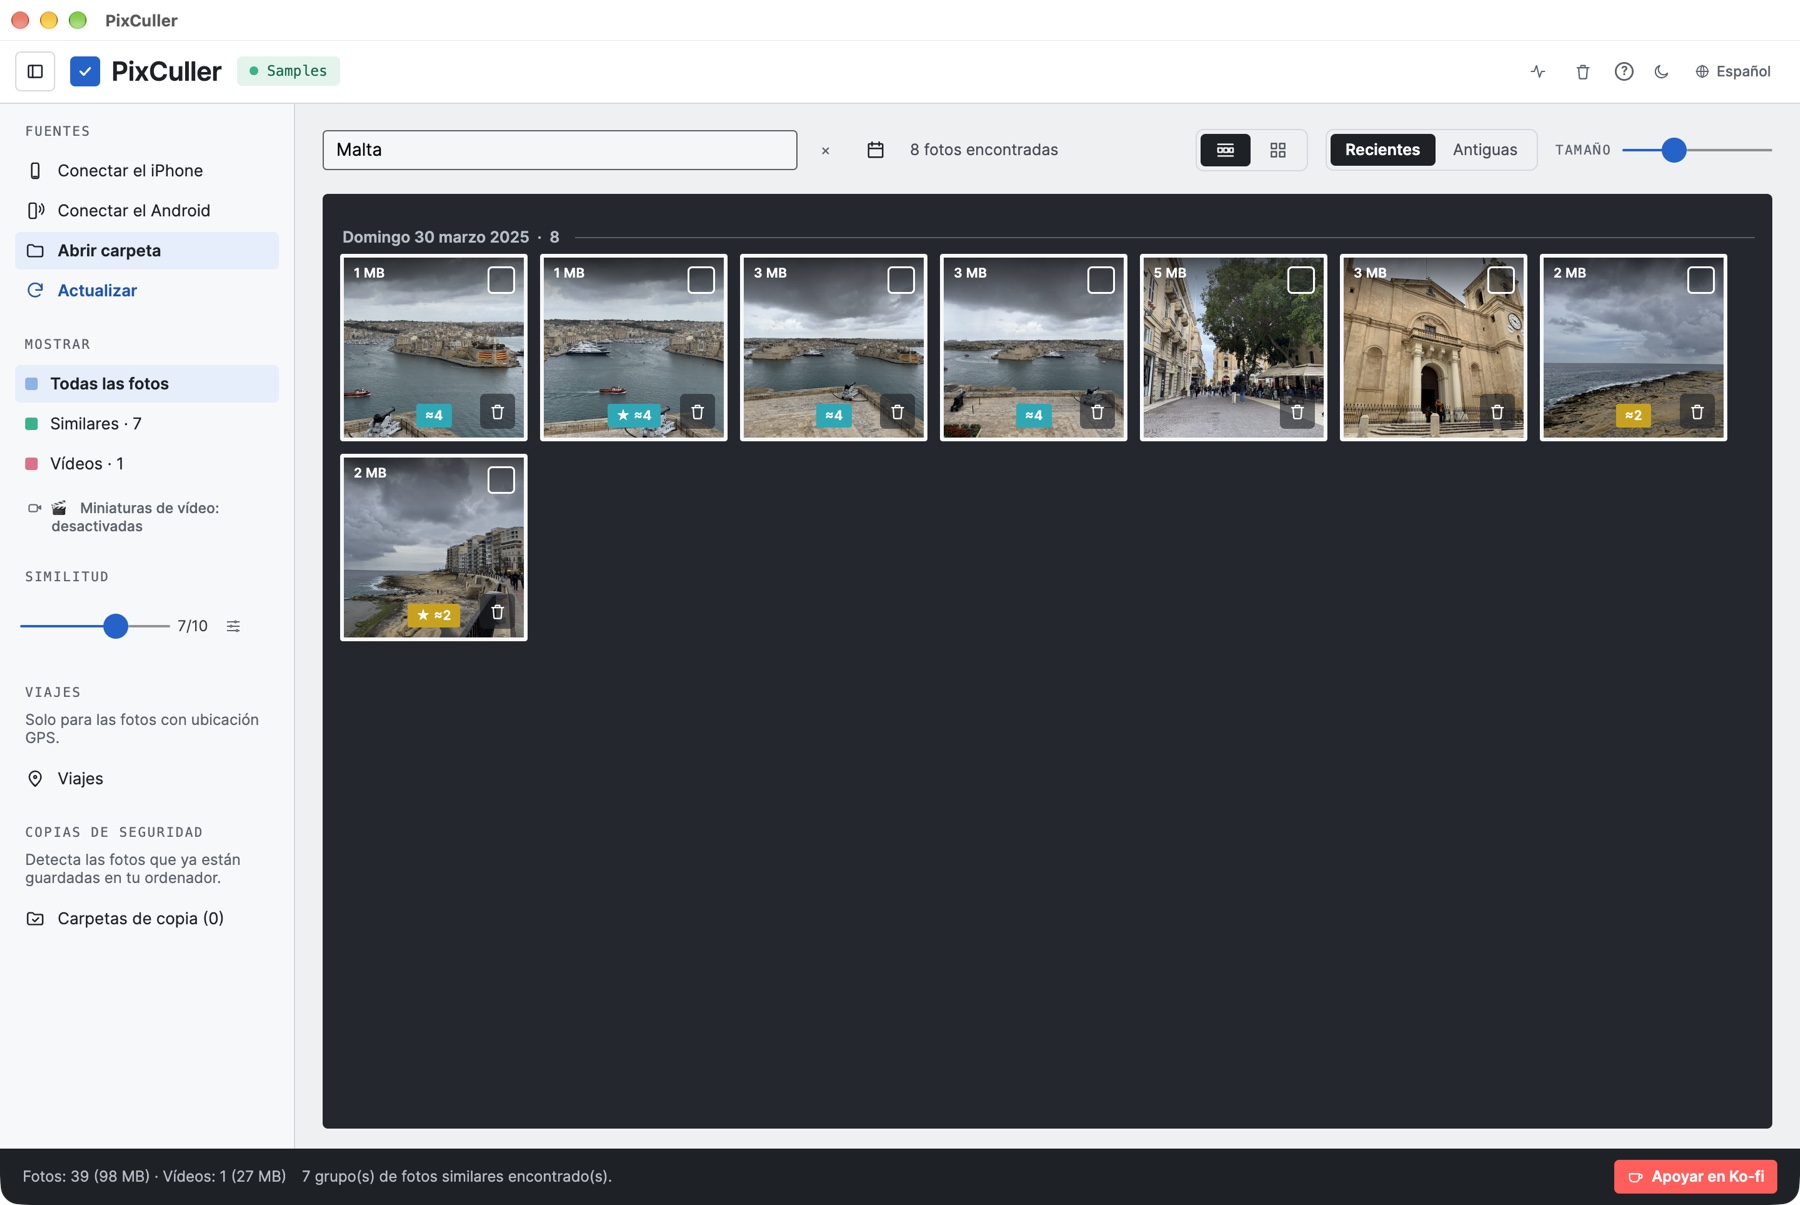 PixCuller
PixCuller
Samples
Español
FUENTES
Conectar el iPhone
Conectar el Android
Abrir carpeta
Actualizar
MOSTRAR
Todas las fotos
Similares · 7
Vídeos · 1
Miniaturas de vídeo:
desactivadas
SIMILITUD
7/10
VIAJES
Solo para las fotos con ubicación
GPS.
Viajes
COPIAS DE SEGURIDAD
Detecta las fotos que ya están
guardadas en tu ordenador.
Carpetas de copia (0)
Malta
×
8 fotos encontradas
Recientes
Antiguas
TAMAÑO
Domingo 30 marzo 2025 · 8
1 MB
≈4
1 MB
★ ≈4
3 MB
≈4
3 MB
≈4
5 MB
3 MB
2 MB
≈2
2 MB
★ ≈2
Fotos: 39 (98 MB) · Vídeos: 1 (27 MB)
7 grupo(s) de fotos similares encontrado(s).
Apoyar en Ko-fi